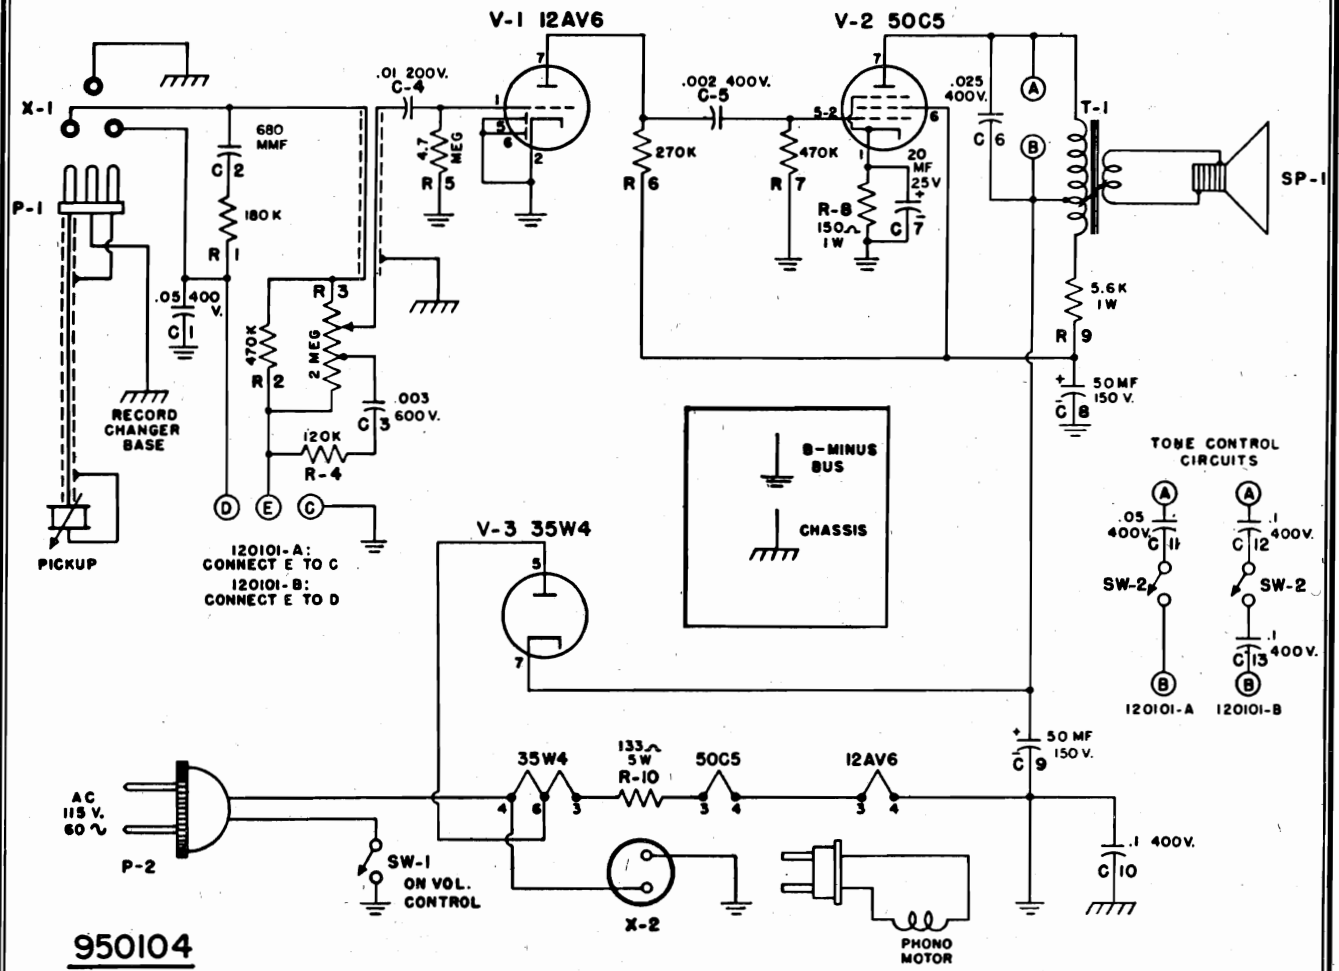 V-1 12AV6
V-2 50C5
X-1
680
MMF
C 2
180 K
R 1
P-1
.05 400
V.
C 1
RECORD
CHANGER
BASE
PICKUP
.01 200V.
C-4
4.7
MEG
R 5
7
1
5
6
2
.002 400V.
C-5
270K
R 6
470K
R 7
7
5-2
6
1
20
MF
25V
+
-
C 7
R-8
150Ω
1W
.025
400V.
C 6
A
B
T-1
SP-1
5.6K
1W
R 9
+
-
50MF
150 V.
C 8
R 3
2 MEG
470K
R 2
.003
600V.
C 3
120K
R-4
D
E
C
120101-A:
CONNECT E TO C
120101-B:
CONNECT E TO D
B-MINUS
BUS
CHASSIS
TONE CONTROL
CIRCUITS
A
A
.05
400V.
C 11
.1
400V.
C 12
SW-2
SW-2
.1
400V.
C 13
B
B
120101-A
120101-B
V-3 35W4
5
7
AC
115 V.
60 ~
P-2
SW-1
ON VOL.
CONTROL
35W4
4
6
3
133Ω
5W
R-10
50C5
3
4
12AV6
3
4
+
-
50 MF
150 V.
C 9
.1 400V.
C 10
X-2
PHONO
MOTOR
950104